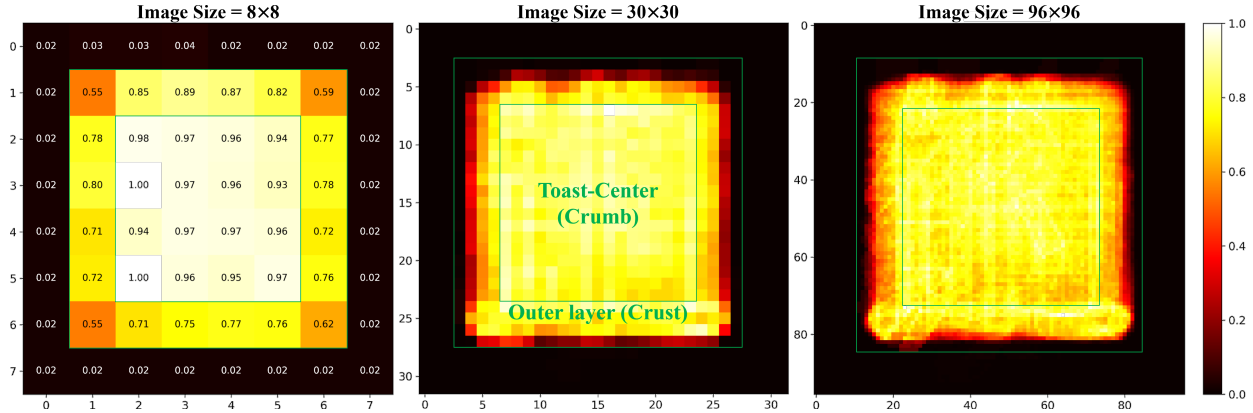 Image Size = 8×8
0 0.02 0.03 0.03 0.04 0.02 0.02 0.02 0.02
1 0.02 0.55 0.85 0.89 0.87 0.82 0.59 0.02
2 0.02 0.78 0.98 0.97 0.96 0.94 0.77 0.02
3 0.02 0.80 1.00 0.97 0.96 0.93 0.78 0.02
4 0.02 0.71 0.94 0.97 0.97 0.96 0.72 0.02
5 0.02 0.72 1.00 0.96 0.95 0.97 0.76 0.02
6 0.02 0.55 0.71 0.75 0.77 0.76 0.62 0.02
7 0.02 0.02 0.02 0.02 0.02 0.02 0.02 0.02
0 1 2 3 4 5 6 7
Image Size = 30×30
0
5
10
15
20
25
30
Toast-Center
(Crumb)
Outer layer (Crust)
0 5 10 15 20 25 30
Image Size = 96×96
0
20
40
60
80
0 20 40 60 80
1.0
0.8
0.6
0.4
0.2
0.0